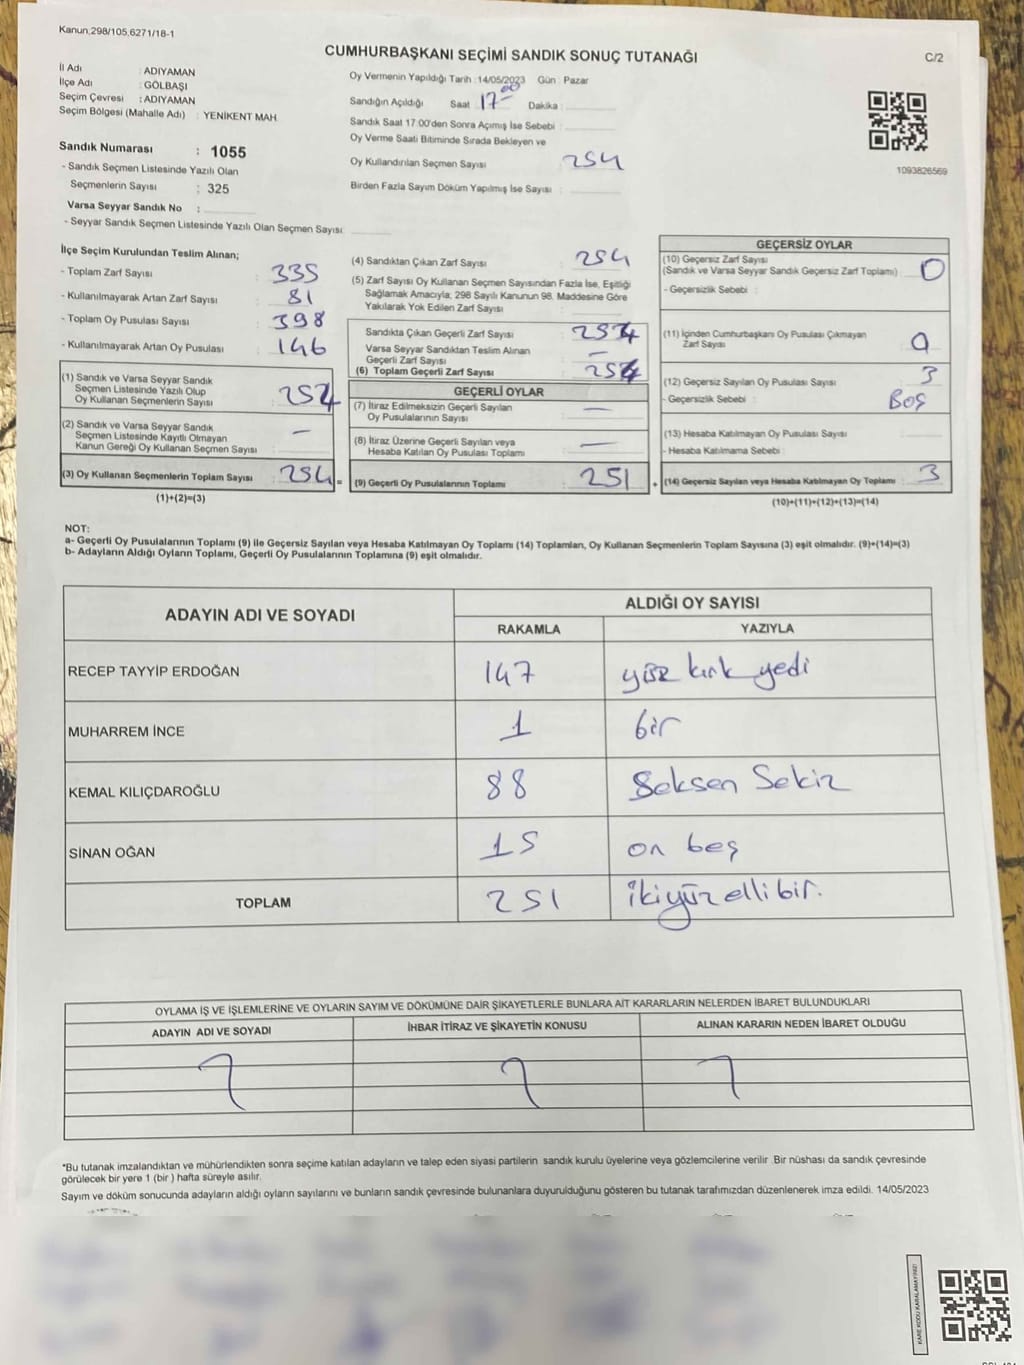 Kanun,298/105,6271/18-1
CUMHURBAŞKANI SEÇİMİ SANDIK SONUÇ TUTANAĞI
C/2
İl Adı : ADIYAMAN
İlçe Adı : GÖLBAŞI
Seçim Çevresi : ADIYAMAN
Seçim Bölgesi (Mahalle Adı) : YENİKENT MAH.
Oy Vermenin Yapıldığı Tarih :14/05/2023 Gün : Pazar
Sandığın Açıldığı Saat 17 00 Dakika :
Sandık Saat 17:00'den Sonra Açımış İse Sebebi :
Oy Verme Saati Bitiminde Sırada Bekleyen ve
Oy Kullandırılan Seçmen Sayısı 254
Birden Fazla Sayım Döküm Yapılmış İse Sayısı :
1093826569
Sandık Numarası : 1055
- Sandık Seçmen Listesinde Yazılı Olan
Seçmenlerin Sayısı : 325
Varsa Seyyar Sandık No :
- Seyyar Sandık Seçmen Listesinde Yazılı Olan Seçmen Sayısı:
İlçe Seçim Kurulundan Teslim Alınan;
- Toplam Zarf Sayısı : 335
- Kullanılmayarak Artan Zarf Sayısı : 81
- Toplam Oy Pusulası Sayısı : 398
- Kullanılmayarak Artan Oy Pusulası : 146
(1) Sandık ve Varsa Seyyar Sandık
Seçmen Listesinde Yazılı Olup
Oy Kullanan Seçmenlerin Sayısı : 254
(2) Sandık ve Varsa Seyyar Sandık
Seçmen Listesinde Kayıtlı Olmayan
Kanun Gereği Oy Kullanan Seçmen Sayısı : —
(3) Oy Kullanan Seçmenlerin Toplam Sayısı : 254 =
(1)+(2)=(3)
(4) Sandıktan Çıkan Zarf Sayısı : 254
(5) Zarf Sayısı Oy Kullanan Seçmen Sayısından Fazla İse, Eşitliği
Sağlamak Amacıyla; 298 Sayılı Kanunun 98. Maddesine Göre
Yakılarak Yok Edilen Zarf Sayısı :
Sandıkta Çıkan Geçerli Zarf Sayısı : 254
Varsa Seyyar Sandıktan Teslim Alınan
Geçerli Zarf Sayısı : —
(6) Toplam Geçerli Zarf Sayısı : 254
GEÇERLİ OYLAR
(7) İtiraz Edilmeksizin Geçerli Sayılan
Oy Pusulalarının Sayısı : —
(8) İtiraz Üzerine Geçerli Sayılan veya
Hesaba Katılan Oy Pusulası Toplamı : —
(9) Geçerli Oy Pusulalarının Toplamı : 251 +
GEÇERSİZ OYLAR
(10) Geçersiz Zarf Sayısı
(Sandık ve Varsa Seyyar Sandık Geçersiz Zarf Toplamı) : 0
- Geçersizlik Sebebi :
(11) İçinden Cumhurbaşkanı Oy Pusulası Çıkmayan
Zarf Sayısı : 0
(12) Geçersiz Sayılan Oy Pusulası Sayısı : 3
- Geçersizlik Sebebi : Boş
(13) Hesaba Katılmayan Oy Pusulası Sayısı :
- Hesaba Katılmama Sebebi :
(14) Geçersiz Sayılan veya Hesaba Katılmayan Oy Toplamı : 3
(10)+(11)+(12)+(13)=(14)
NOT:
a- Geçerli Oy Pusulalarının Toplamı (9) ile Geçersiz Sayılan veya Hesaba Katılmayan Oy Toplamı (14) Toplamları, Oy Kullanan Seçmenlerin Toplam Sayısına (3) eşit olmalıdır. (9)+(14)=(3)
b- Adayların Aldığı Oyların Toplamı, Geçerli Oy Pusulalarının Toplamına (9) eşit olmalıdır.
ADAYIN ADI VE SOYADI
ALDIĞI OY SAYISI
RAKAMLA YAZIYLA
RECEP TAYYİP ERDOĞAN 147 yüz kırk yedi
MUHARREM İNCE 1 bir
KEMAL KILIÇDAROĞLU 88 Seksen Sekiz
SİNAN OĞAN 15 on beş
TOPLAM 251 ikiyüz elli bir.
OYLAMA İŞ VE İŞLEMLERİNE VE OYLARIN SAYIM VE DÖKÜMÜNE DAİR ŞİKAYETLERLE BUNLARA AİT KARARLARIN NELERDEN İBARET BULUNDUKLARI
ADAYIN ADI VE SOYADI İHBAR İTİRAZ VE ŞİKAYETİN KONUSU ALINAN KARARIN NEDEN İBARET OLDUĞU
*Bu tutanak imzalandıktan ve mühürlendikten sonra seçime katılan adayların ve talep eden siyasi partilerin sandık kurulu üyelerine veya gözlemcilerine verilir .Bir nüshası da sandık çevresinde
görülecek bir yere 1 (bir ) hafta süreyle asılır.
Sayım ve döküm sonucunda adayların aldığı oyların sayılarını ve bunların sandık çevresinde bulunanlara duyurulduğunu gösteren bu tutanak tarafımızdan düzenlenerek imza edildi. 14/05/2023
KARE KODU KARALAMAYINIZ!